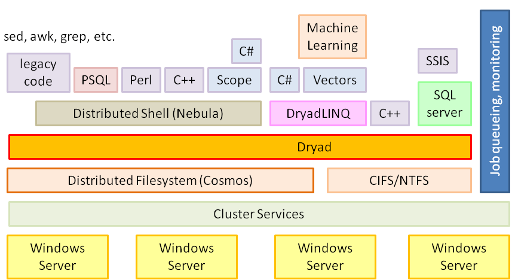 sed, awk, grep, etc.
Machine
Learning
C#
legacy
code
PSQL
Perl
C++
Scope
C#
Vectors
SSIS
SQL
server
Distributed Shell (Nebula)
DryadLINQ
C++
Dryad
Distributed Filesystem (Cosmos)
CIFS/NTFS
Cluster Services
Windows
Server
Windows
Server
Windows
Server
Windows
Server
Job queueing, monitoring